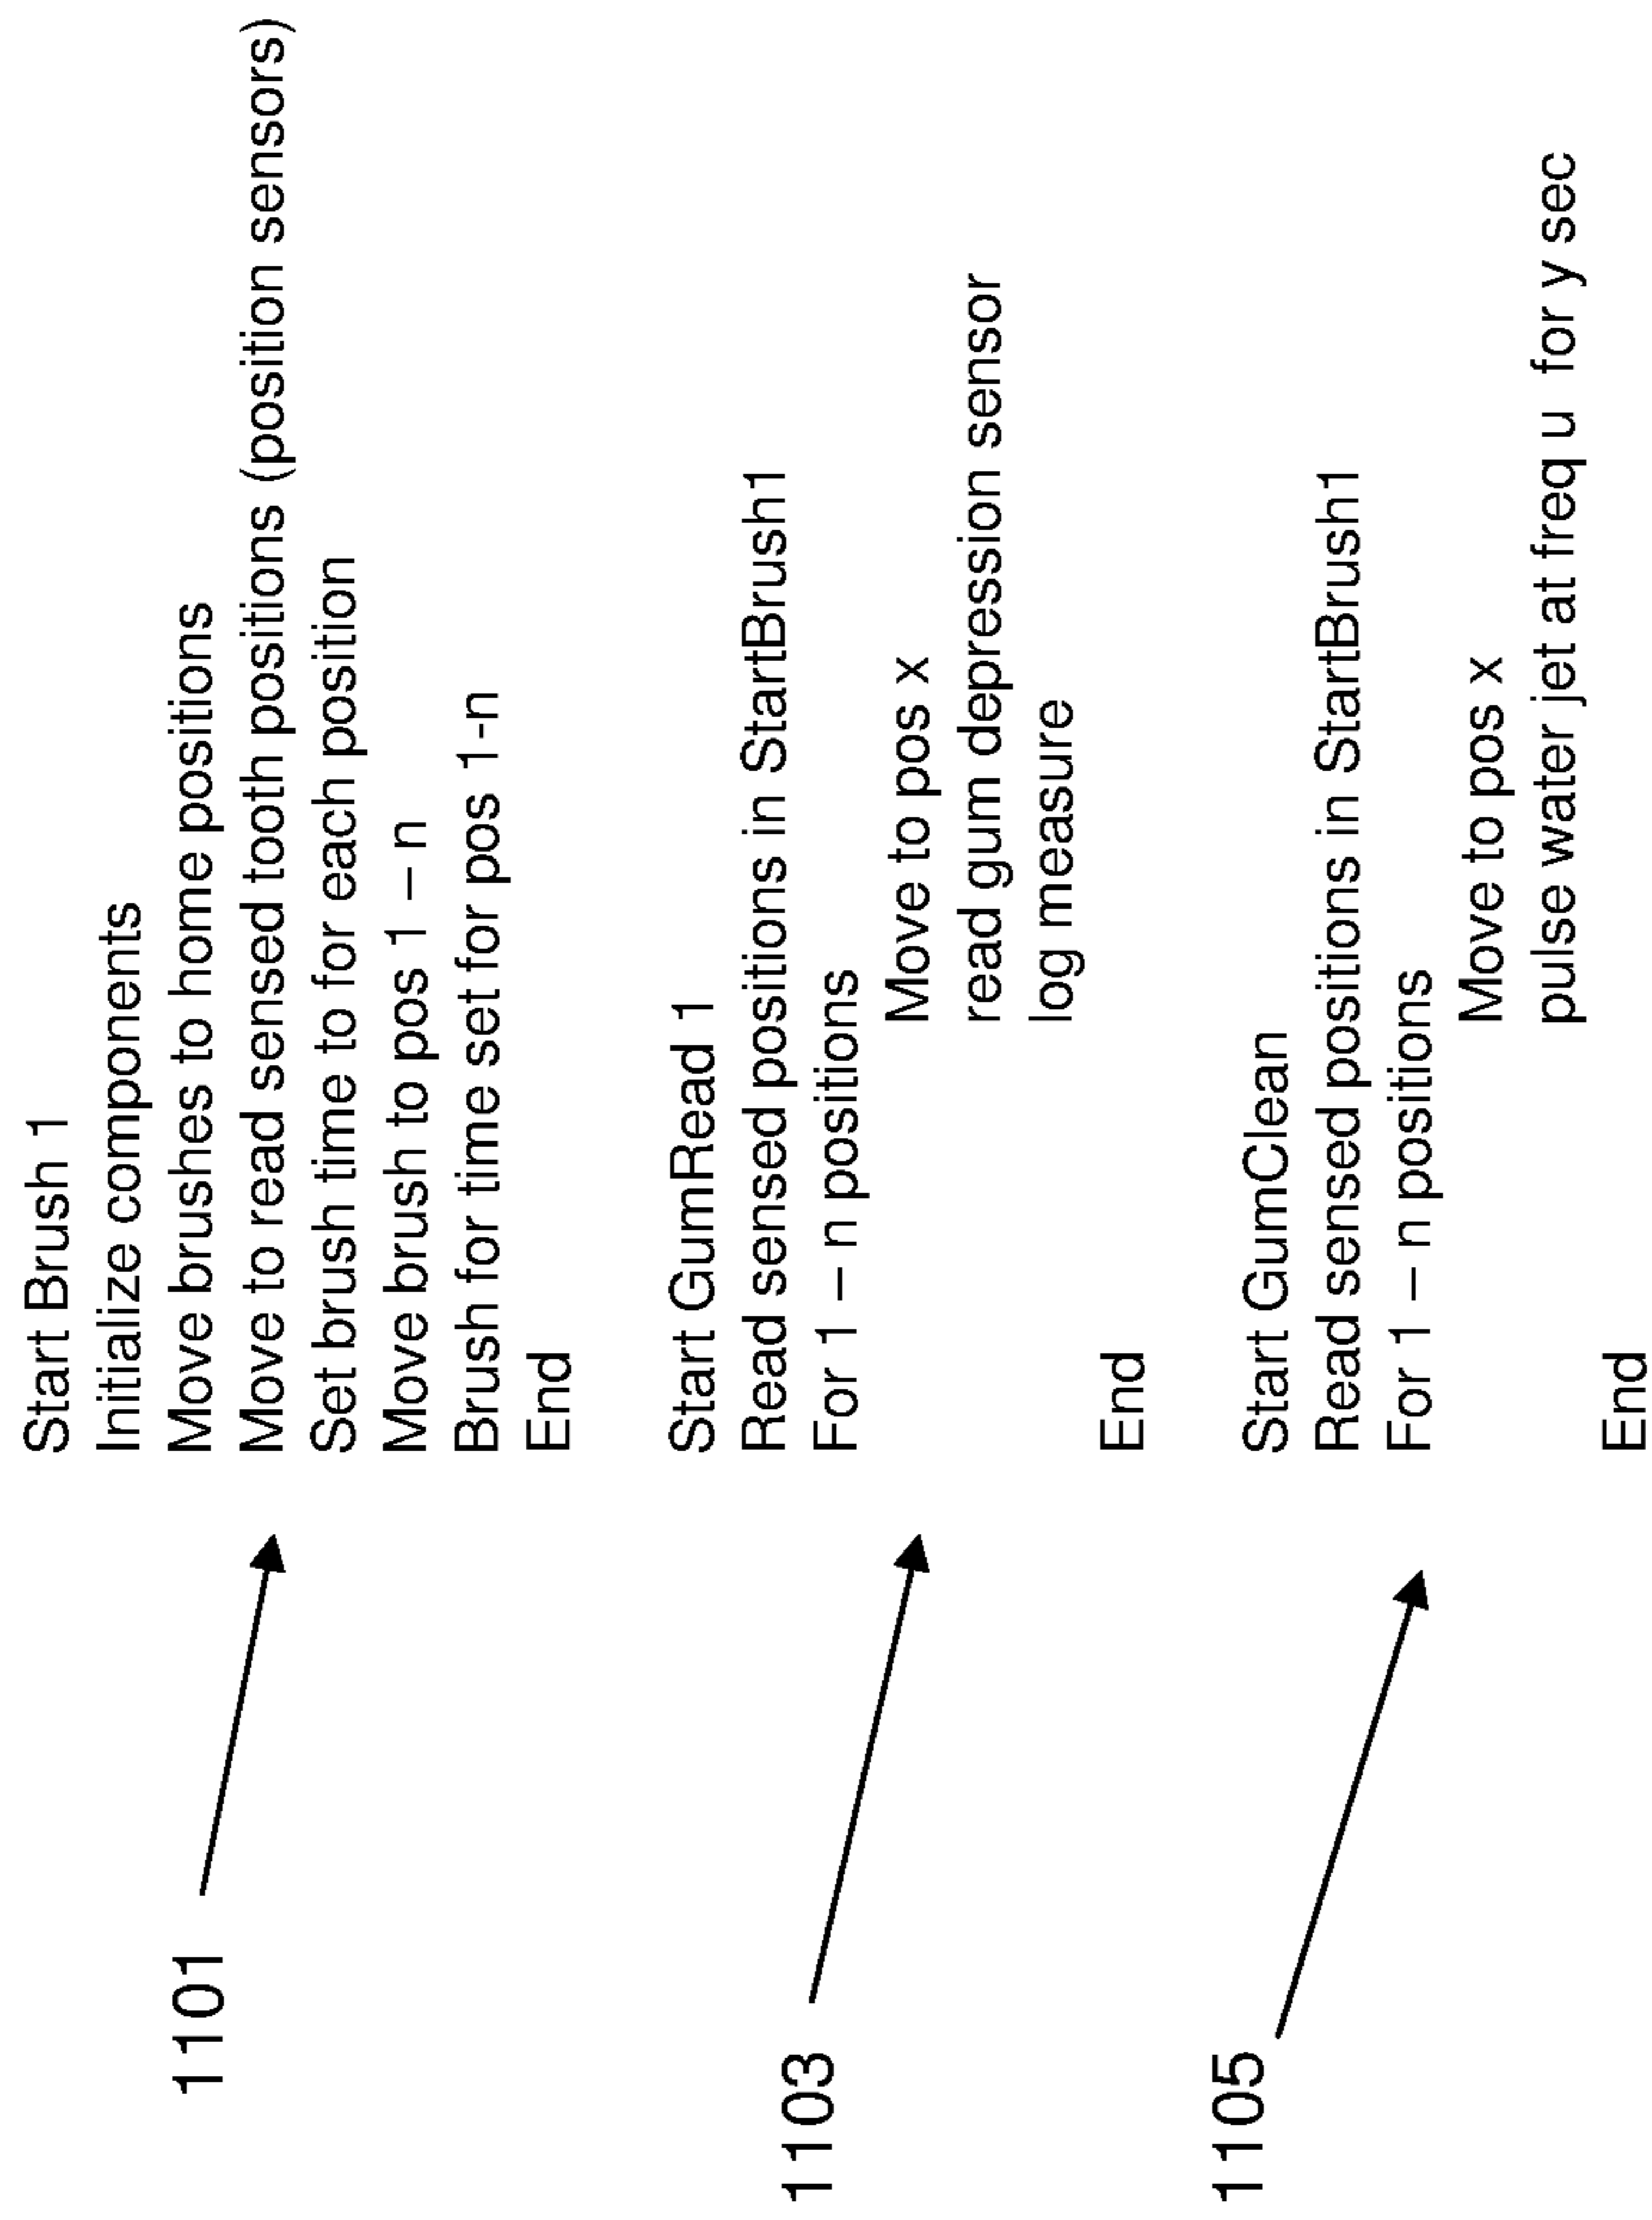 1101
Start Brush 1
Initialize components
Move brushes to home positions
Move to read sensed tooth positions (position sensors)
Set brush time to for each position
Move brush to pos 1 – n
Brush for time set for pos 1-n
End
1103
Start GumRead 1
Read sensed positions in StartBrush1
For 1 – n positions
Move to pos x
read gum depression sensor
log measure
End
1105
Start GumClean
Read sensed positions in StartBrush1
For 1 – n positions
Move to pos x
pulse water jet at freq u for y sec
End